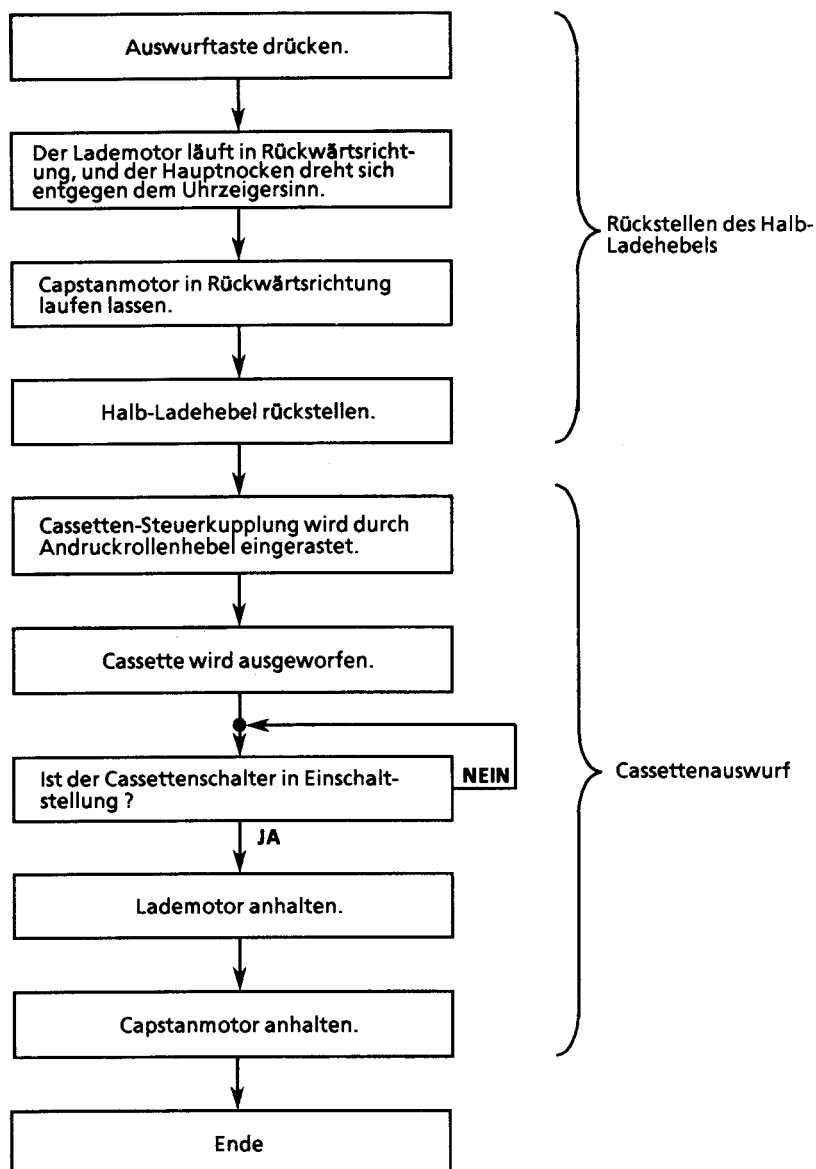 Auswurftaste drücken.
Der Lademotor läuft in Rückwärtsricht-
ung, und der Hauptnocken dreht sich
entgegen dem Uhrzeigersinn.
Capstanmotor in Rückwärtsrichtung
laufen lassen.
Halb-Ladehebel rückstellen.
Rückstellen des Halb-
Ladehebels
Cassetten-Steuerkupplung wird durch
Andruckrollenhebel eingerastet.
Cassette wird ausgeworfen.
Ist der Cassettenschalter in Einschalt-
stellung ?
NEIN
JA
Lademotor anhalten.
Capstanmotor anhalten.
Cassettenauswurf
Ende